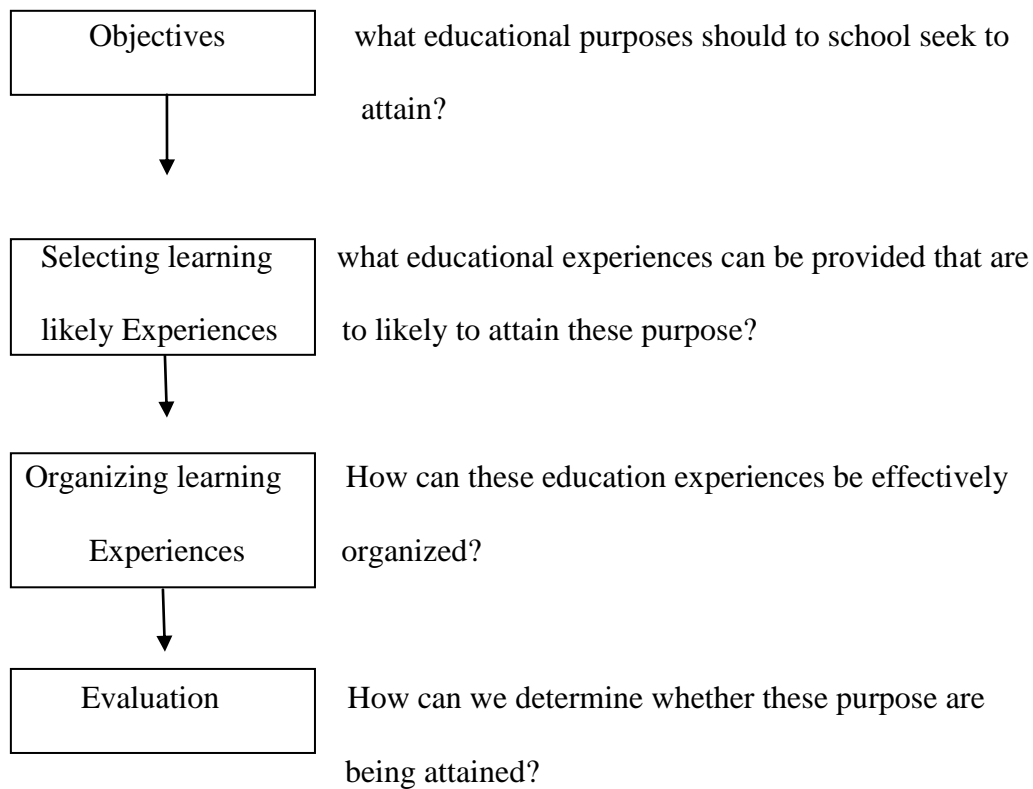 Objectives
what educational purposes should to school seek to
attain?
Selecting learning
likely Experiences
what educational experiences can be provided that are
to likely to attain these purpose?
Organizing learning
Experiences
How can these education experiences be effectively
organized?
Evaluation
How can we determine whether these purpose are
being attained?